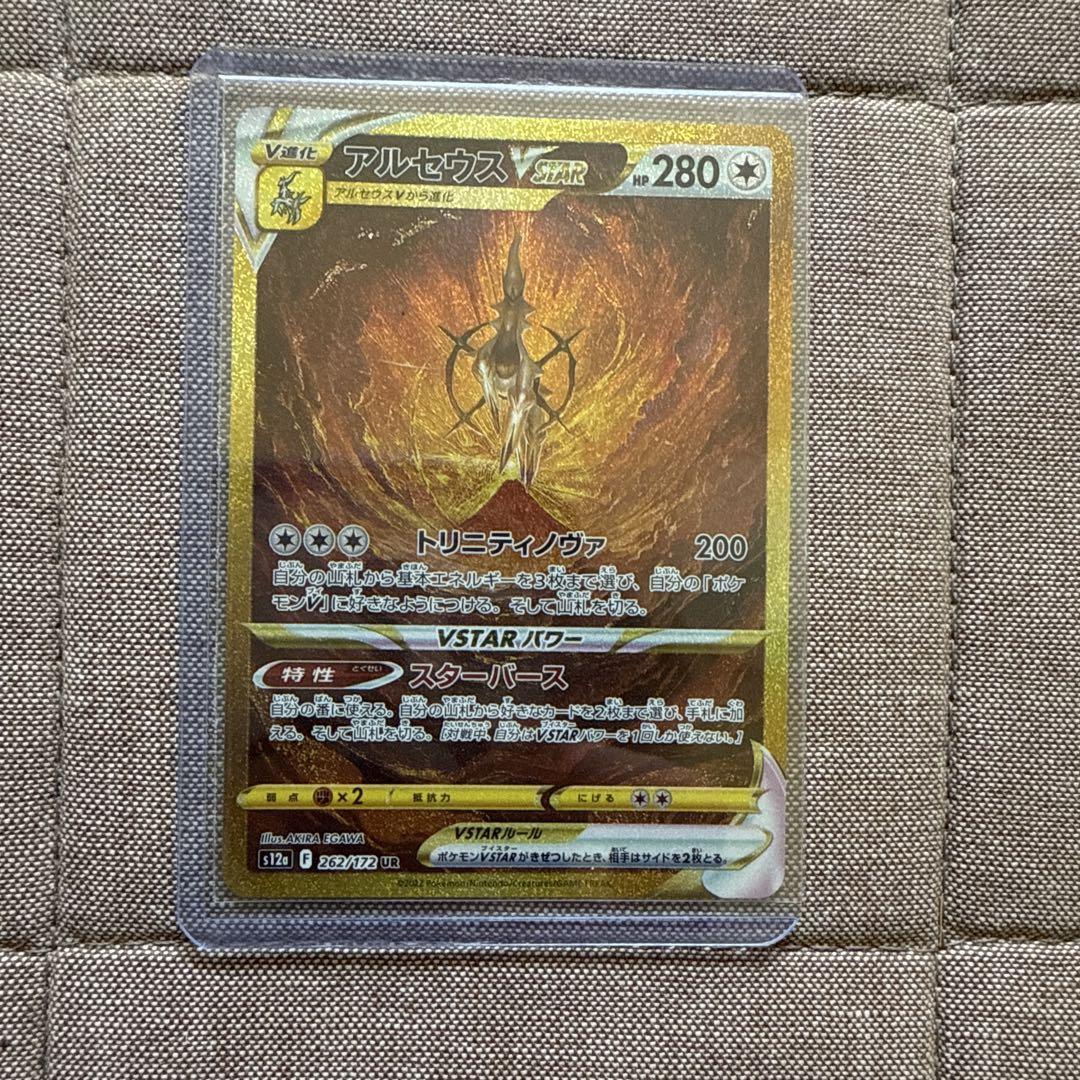 V進化
アルセウス VSTAR HP 280
アルセウスVから進化
トリニティノヴァ 200
自分の山札から基本エネルギーを3枚まで選び、自分の「ポケ
モンV」に好きなようにつける。そして山札を切る。
VSTARパワー
特性 とくせい スターバース
自分の番に使える。自分の山札から好きなカードを2枚まで選び、手札に加
える。そして山札を切る。[対戦中、自分はVSTARパワーを1回しか使えない。]
弱点 ×2 抵抗力 にげる
Illus. AKIRA EGAWA
VSTARルール
s12a F 262/172 UR
ポケモンVSTARがきぜつしたとき、相手はサイドを2枚とる。
©2022 Pokémon/Nintendo/Creatures/GAME FREAK